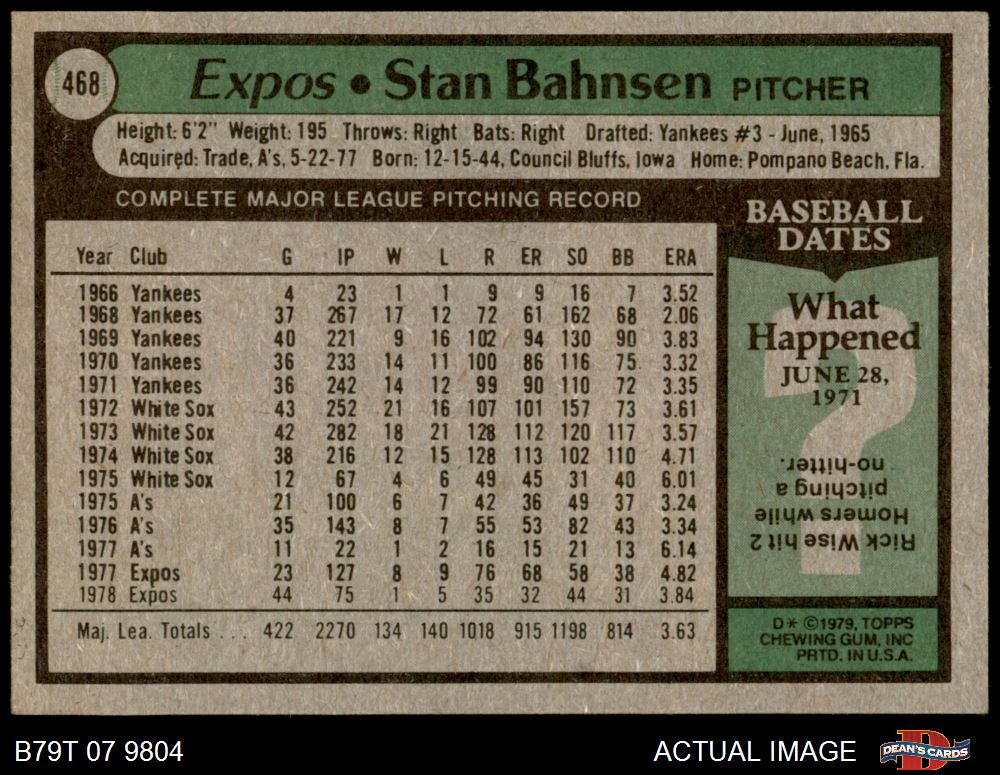 468
Expos • Stan Bahnsen PITCHER
Height: 6'2" Weight: 195 Throws: Right Bats: Right Drafted: Yankees #3 - June, 1965
Acquired: Trade, A's, 5-22-77 Born: 12-15-44, Council Bluffs, Iowa Home: Pompano Beach, Fla.
COMPLETE MAJOR LEAGUE PITCHING RECORD
Year Club G IP W L R ER SO BB ERA
1966 Yankees 4 23 1 1 9 9 16 7 3.52
1968 Yankees 37 267 17 12 72 61 162 68 2.06
1969 Yankees 40 221 9 16 102 94 130 90 3.83
1970 Yankees 36 233 14 11 100 86 116 75 3.32
1971 Yankees 36 242 14 12 99 90 110 72 3.35
1972 White Sox 43 252 21 16 107 101 157 73 3.61
1973 White Sox 42 282 18 21 128 112 120 117 3.57
1974 White Sox 38 216 12 15 128 113 102 110 4.71
1975 White Sox 12 67 4 6 49 45 31 40 6.01
1975 A's 21 100 6 7 42 36 49 37 3.24
1976 A's 35 143 8 7 55 53 82 43 3.34
1977 A's 11 22 1 2 16 15 21 13 6.14
1977 Expos 23 127 8 9 76 68 58 38 4.82
1978 Expos 44 75 1 5 35 32 44 31 3.84
Maj. Lea. Totals . . . 422 2270 134 140 1018 915 1198 814 3.63
BASEBALL
DATES
What
Happened
JUNE 28,
1971
?
Rick Wise hit 2
Homers while
pitching a
no-hitter.
D* ©1979, TOPPS
CHEWING GUM, INC
PRTD. IN U.S.A.
B79T 07 9804
ACTUAL IMAGE
DEAN'S CARDS